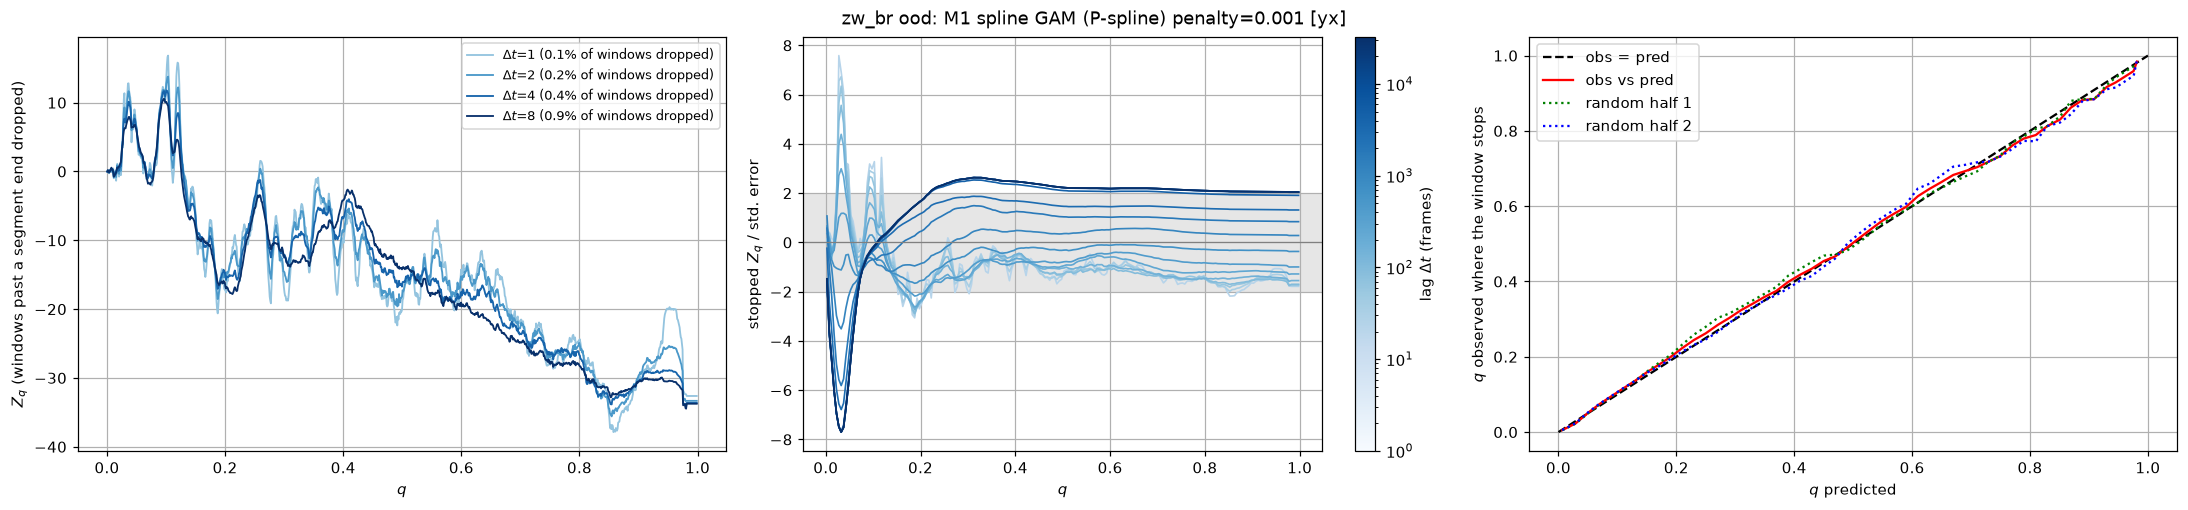 zw_br ood: M1 spline GAM (P-spline) penalty=0.001 [yx]
Z_q (windows past a segment end dropped)
10
0
−10
−20
−30
−40
0.0 0.2 0.4 0.6 0.8 1.0
q
Δt=1 (0.1% of windows dropped)
Δt=2 (0.2% of windows dropped)
Δt=4 (0.4% of windows dropped)
Δt=8 (0.9% of windows dropped)
stopped Z_q / std. error
8
6
4
2
0
−2
−4
−6
−8
0.0 0.2 0.4 0.6 0.8 1.0
q
10^4
10^3
10^2
10^1
10^0
lag Δt (frames)
q observed where the window stops
1.0
0.8
0.6
0.4
0.2
0.0
0.0 0.2 0.4 0.6 0.8 1.0
q predicted
obs = pred
obs vs pred
random half 1
random half 2